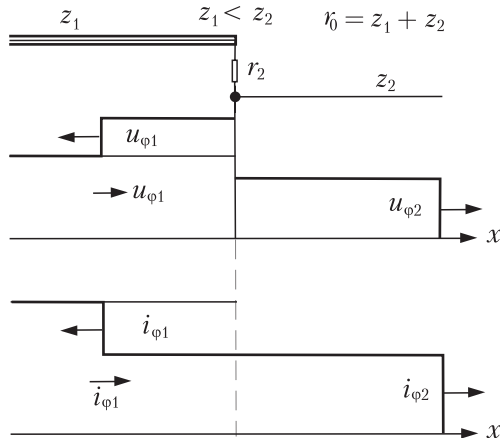 z₁ z₁ < z₂ r₀ = z₁ + z₂
r₂
z₂
uφ1
uφ1
uφ2
x
iφ1
iφ1
iφ2
x